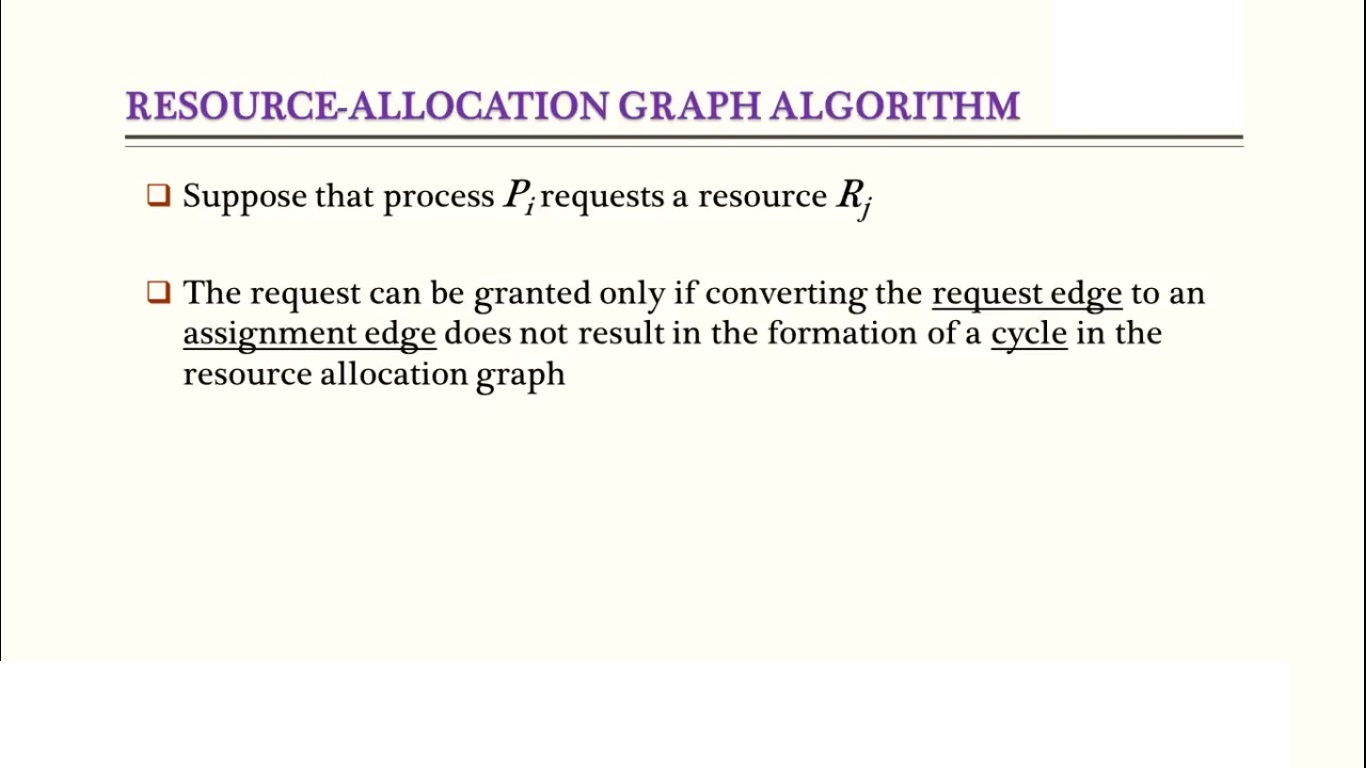 RESOURCE-ALLOCATION GRAPH ALGORITHM
Suppose that process Pi requests a resource Rj
The request can be granted only if converting the request edge to an
assignment edge does not result in the formation of a cycle in the
resource allocation graph